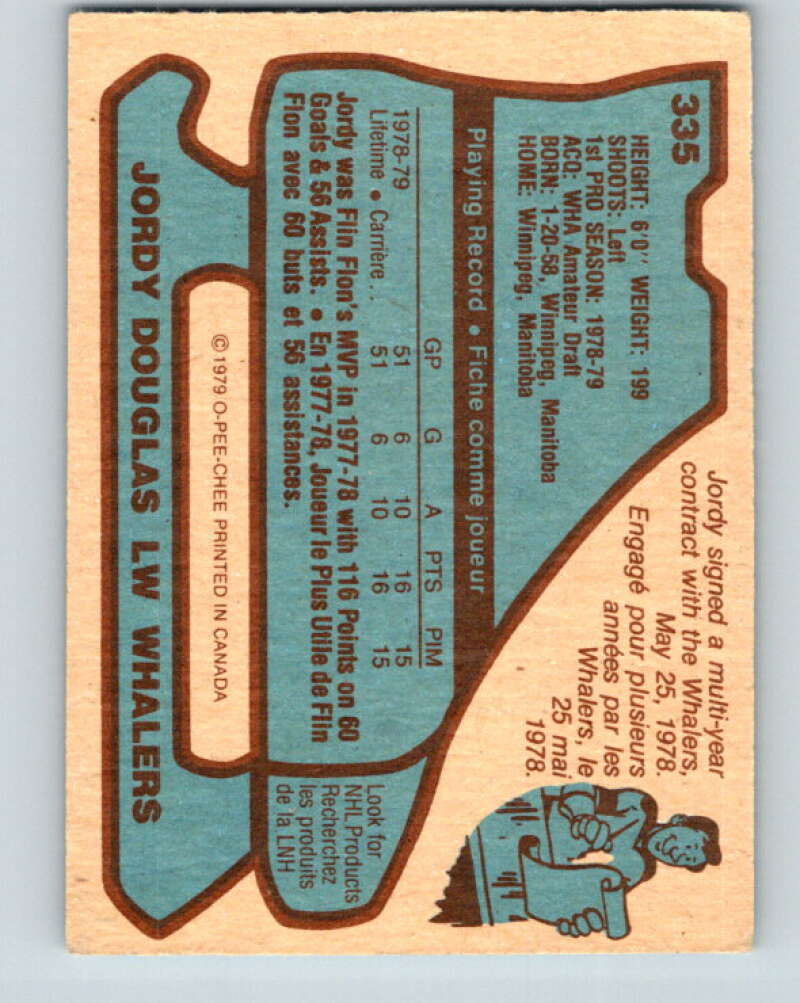 335
HEIGHT: 6'0" WEIGHT: 199
SHOOTS: Left
1st PRO SEASON: 1978-79
ACQ: WHA Amateur Draft
BORN: 1-20-58, Winnipeg, Manitoba
HOME: Winnipeg, Manitoba
Jordy signed a multi-year
contract with the Whalers,
May 25, 1978.
Engagé pour plusieurs
années par les
Whalers, le
25 mai
1978.
Playing Record • Fiche comme joueur
GP G A PTS PIM
1978-79 51 6 10 16 15
Lifetime • Carrière... 51 6 10 16 15
Jordy was Flin Flon's MVP in 1977-78 with 116 Points on 60
Goals & 56 Assists. • En 1977-78, Joueur le Plus Utile de Flin
Flon avec 60 buts et 56 assistances.
Look for
NHL Products
Recherchez
les produits
de la LNH
© 1979 O-PEE-CHEE PRINTED IN CANADA
JORDY DOUGLAS LW WHALERS